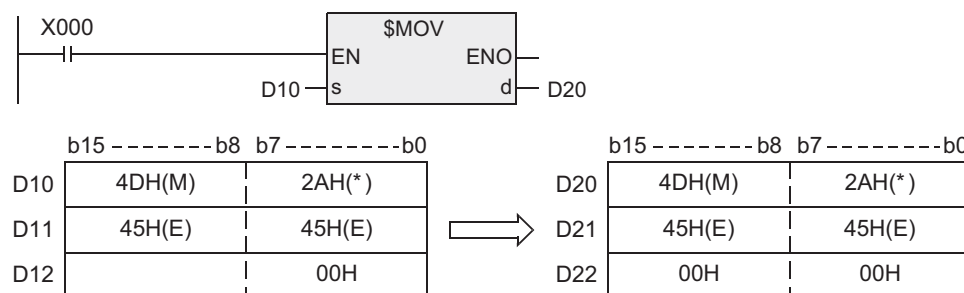 X000
$MOV
EN ENO
D10 s d D20
b15 -------b8 b7 --------b0 b15 -------b8 b7 --------b0
D10 4DH(M) 2AH(*) D20 4DH(M) 2AH(*)
D11 45H(E) 45H(E) D21 45H(E) 45H(E)
D12 00H D22 00H 00H